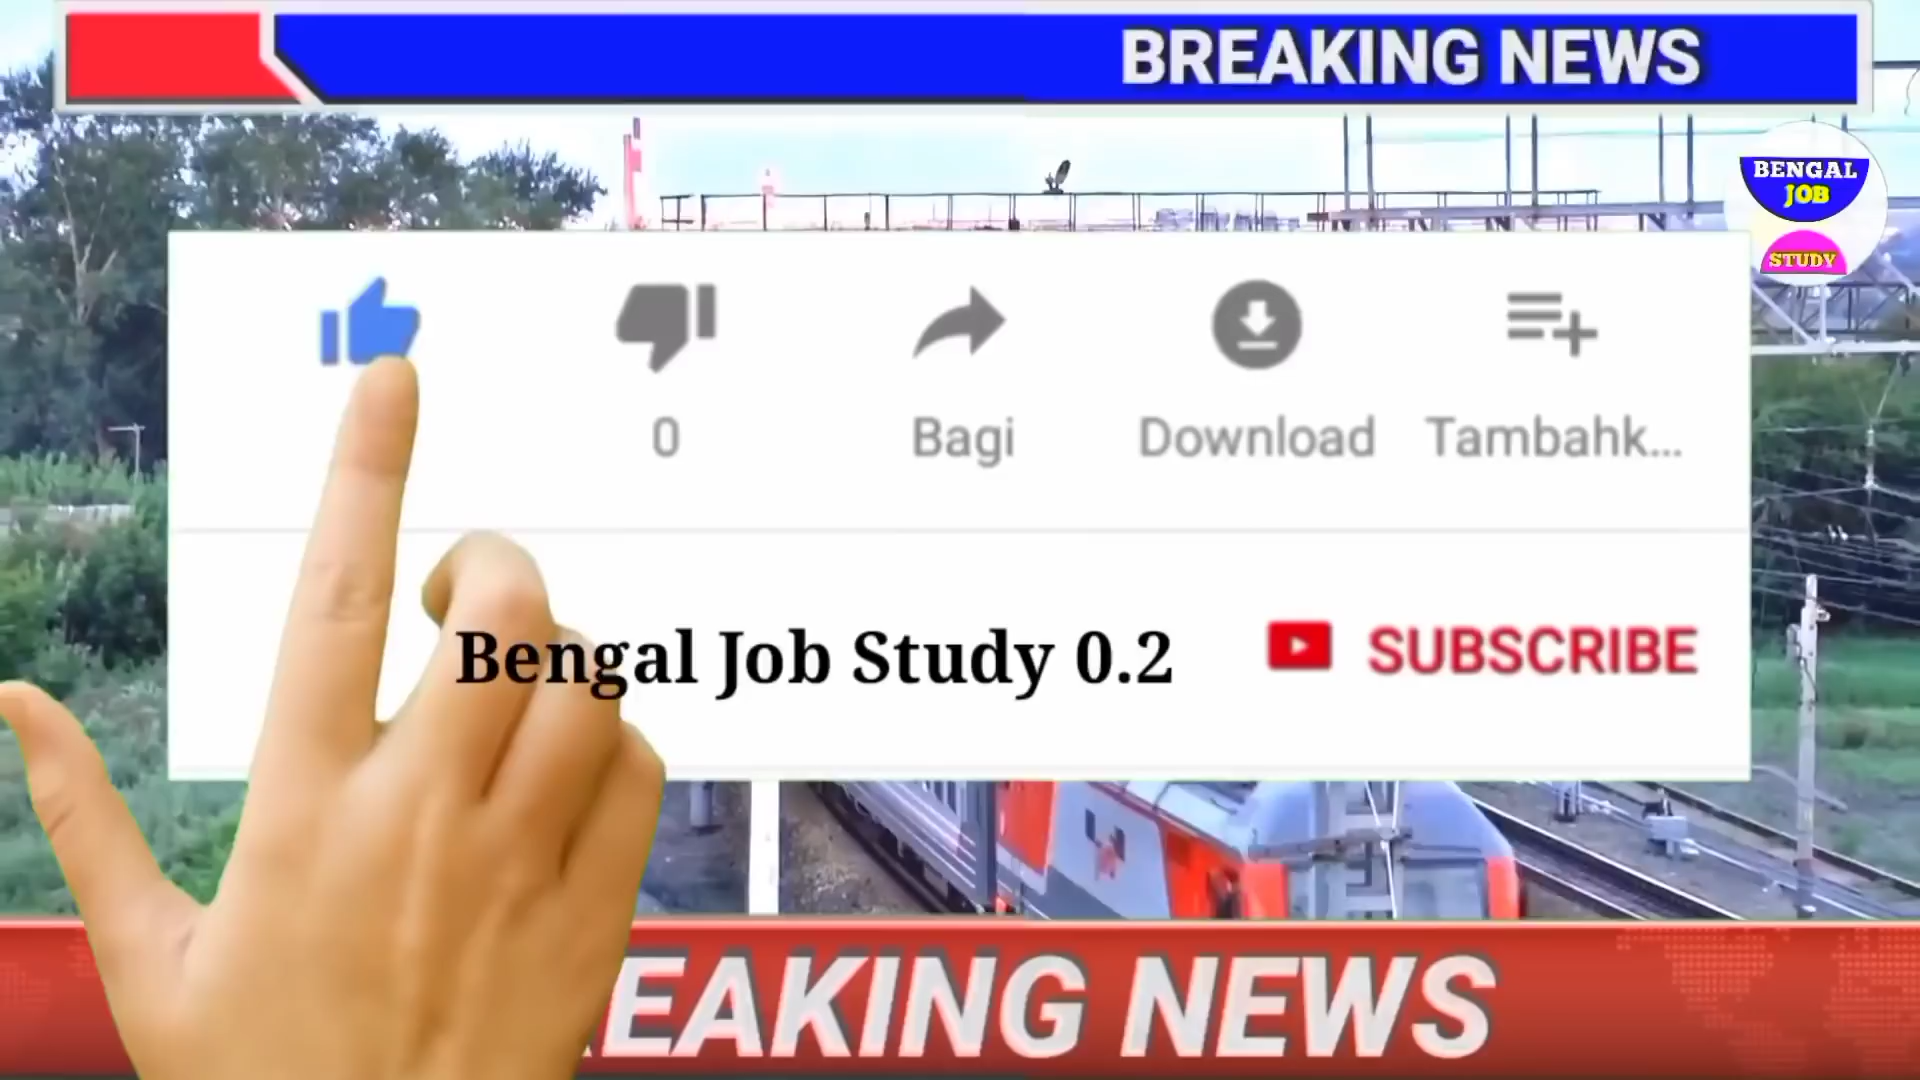 BREAKING NEWS
BENGAL
JOB
STUDY
0
Bagi
Download
Tambahk...
Bengal Job Study 0.2
SUBSCRIBE
EAKING NEWS